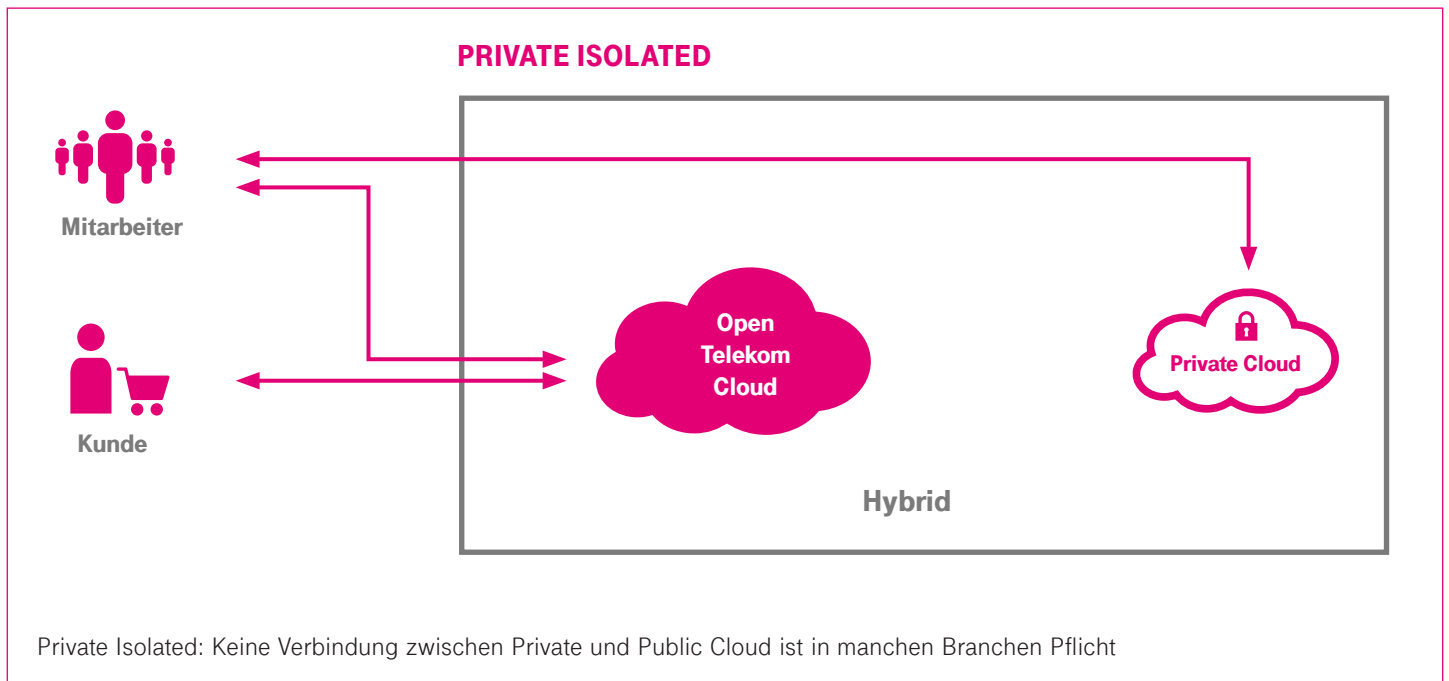 PRIVATE ISOLATED
Mitarbeiter
Kunde
Open
Telekom
Cloud
Private Cloud
Hybrid
Private Isolated: Keine Verbindung zwischen Private und Public Cloud ist in manchen Branchen Pflicht